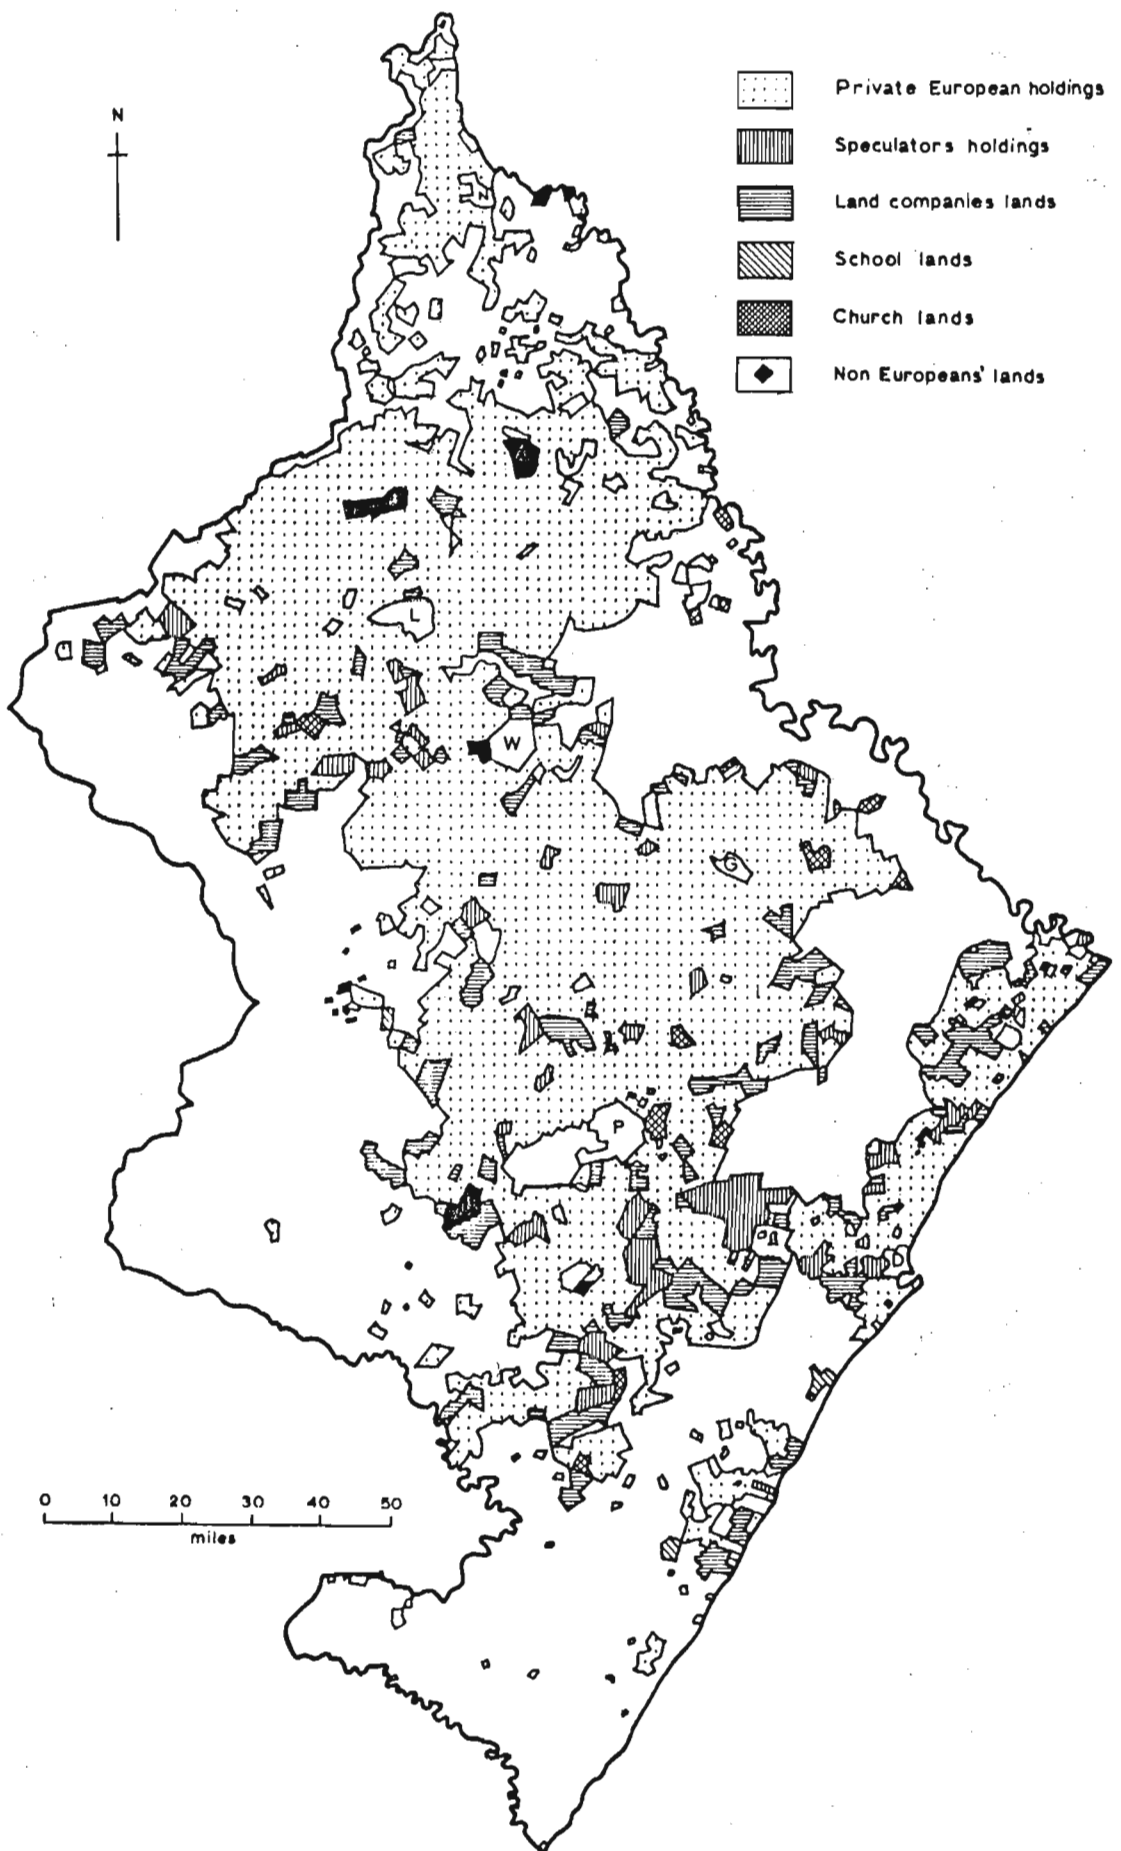 N
Private European holdings
Speculators holdings
Land companies lands
School lands
Church lands
Non Europeans' lands
N
L
W
G
P
0 10 20 30 40 50
miles